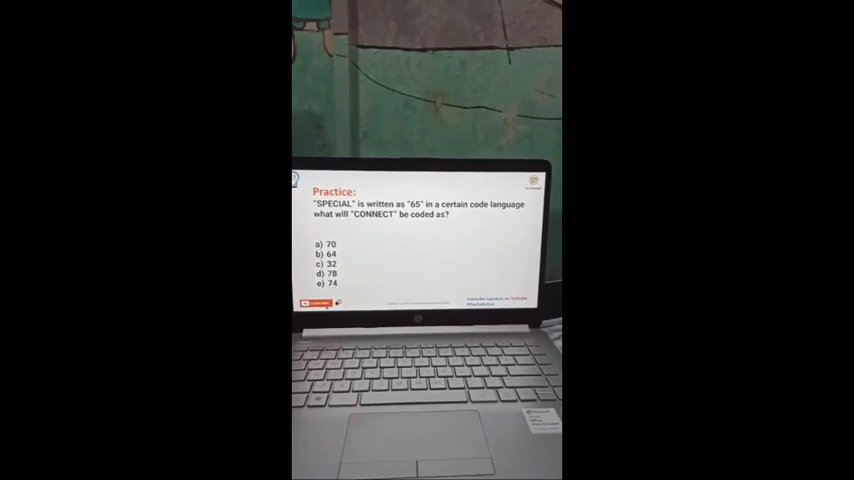 Practice:
"SPECIAL" is written as "65" in a certain code language
what will "CONNECT" be coded as?
a) 70
b) 64
c) 32
d) 78
e) 74